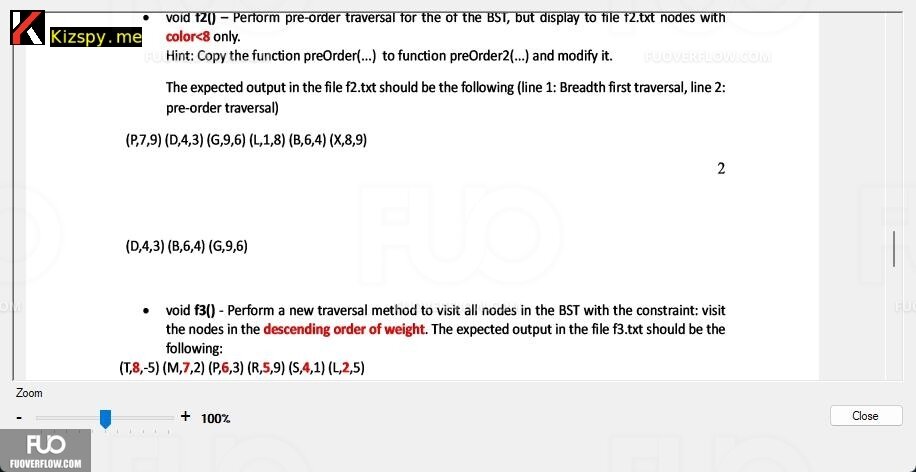 Kizspy.me
• void f2() – Perform pre-order traversal for the of the BST, but display to file f2.txt nodes with
color<8 only.
Hint: Copy the function preOrder(...) to function preOrder2(...) and modify it.
FUOVERFLOW.COM
The expected output in the file f2.txt should be the following (line 1: Breadth first traversal, line 2:
pre-order traversal)
(P,7,9) (D,4,3) (G,9,6) (L,1,8) (B,6,4) (X,8,9)
2
FUO
(D,4,3) (B,6,4) (G,9,6)
• void f3() - Perform a new traversal method to visit all nodes in the BST with the constraint: visit
the nodes in the descending order of weight. The expected output in the file f3.txt should be the
following:
(T,8,-5) (M,7,2) (P,6,3) (R,5,9) (S,4,1) (L,2,5)
Zoom
- + 100%
Close
FUO
FUOVERFLOW.COM